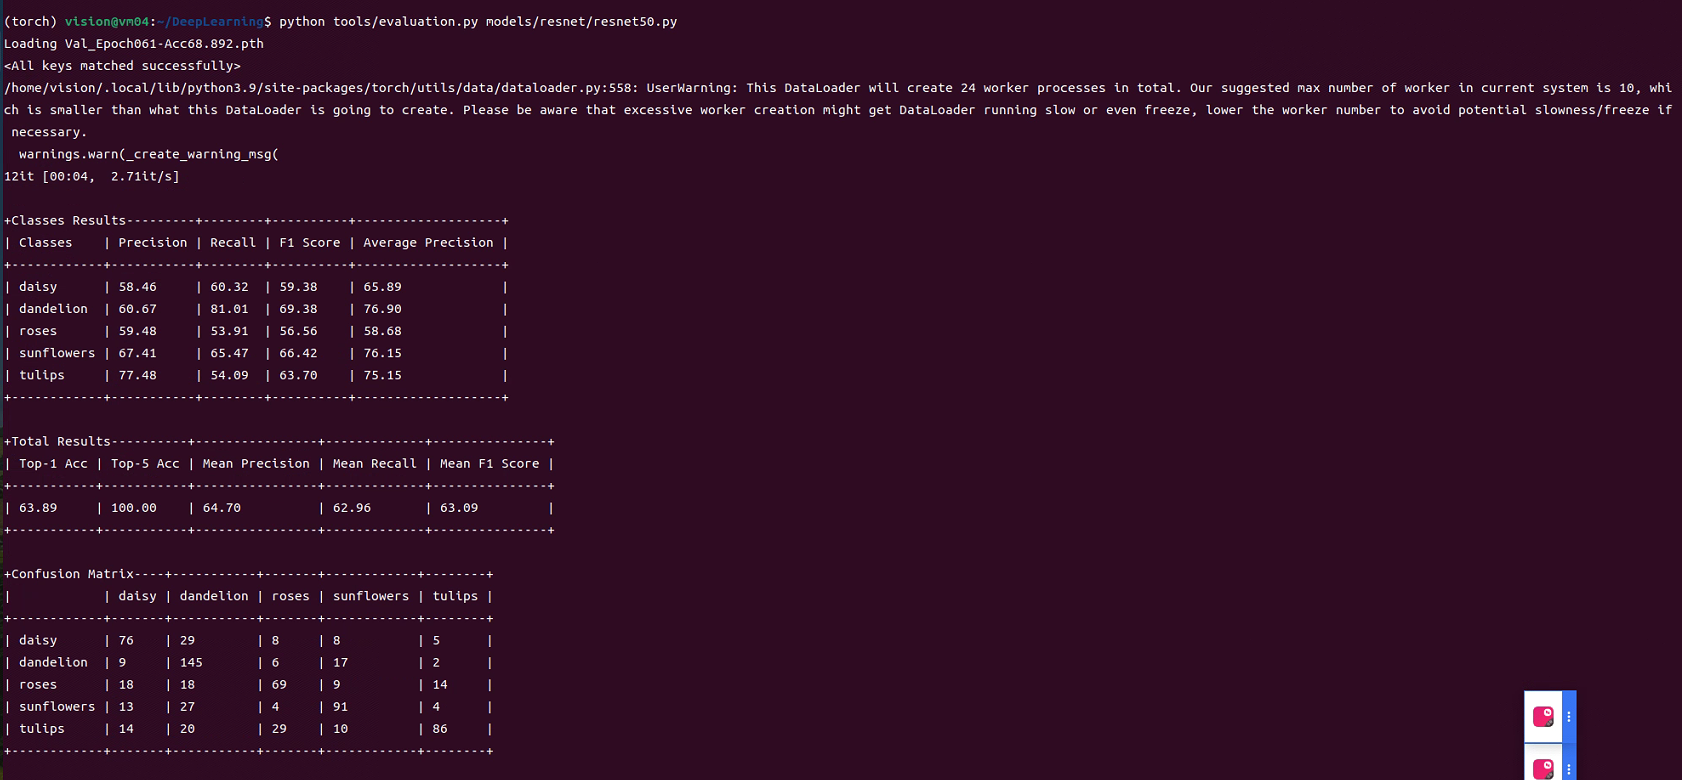 (torch) vision@vm04:~/DeepLearning$ python tools/evaluation.py models/resnet/resnet50.py
Loading Val_Epoch061-Acc68.892.pth
<All keys matched successfully>
/home/vision/.local/lib/python3.9/site-packages/torch/utils/data/dataloader.py:558: UserWarning: This DataLoader will create 24 worker processes in total. Our suggested max number of worker in current system is 10, whi
ch is smaller than what this DataLoader is going to create. Please be aware that excessive worker creation might get DataLoader running slow or even freeze, lower the worker number to avoid potential slowness/freeze if
 necessary.
  warnings.warn(_create_warning_msg(
12it [00:04,  2.71it/s]

+Classes Results---------+--------+----------+-------------------+
| Classes    | Precision | Recall | F1 Score | Average Precision |
+------------+-----------+--------+----------+-------------------+
| daisy      | 58.46     | 60.32  | 59.38    | 65.89             |
| dandelion  | 60.67     | 81.01  | 69.38    | 76.90             |
| roses      | 59.48     | 53.91  | 56.56    | 58.68             |
| sunflowers | 67.41     | 65.47  | 66.42    | 76.15             |
| tulips     | 77.48     | 54.09  | 63.70    | 75.15             |
+------------+-----------+--------+----------+-------------------+

+Total Results----------+----------------+-------------+---------------+
| Top-1 Acc | Top-5 Acc | Mean Precision | Mean Recall | Mean F1 Score |
+-----------+-----------+----------------+-------------+---------------+
| 63.89     | 100.00    | 64.70          | 62.96       | 63.09         |
+-----------+-----------+----------------+-------------+---------------+

+Confusion Matrix----+-----------+-------+------------+--------+
|            | daisy | dandelion | roses | sunflowers | tulips |
+------------+-------+-----------+-------+------------+--------+
| daisy      | 76    | 29        | 8     | 8          | 5      |
| dandelion  | 9     | 145       | 6     | 17         | 2      |
| roses      | 18    | 18        | 69    | 9          | 14     |
| sunflowers | 13    | 27        | 4     | 91         | 4      |
| tulips     | 14    | 20        | 29    | 10         | 86     |
+------------+-------+-----------+-------+------------+--------+